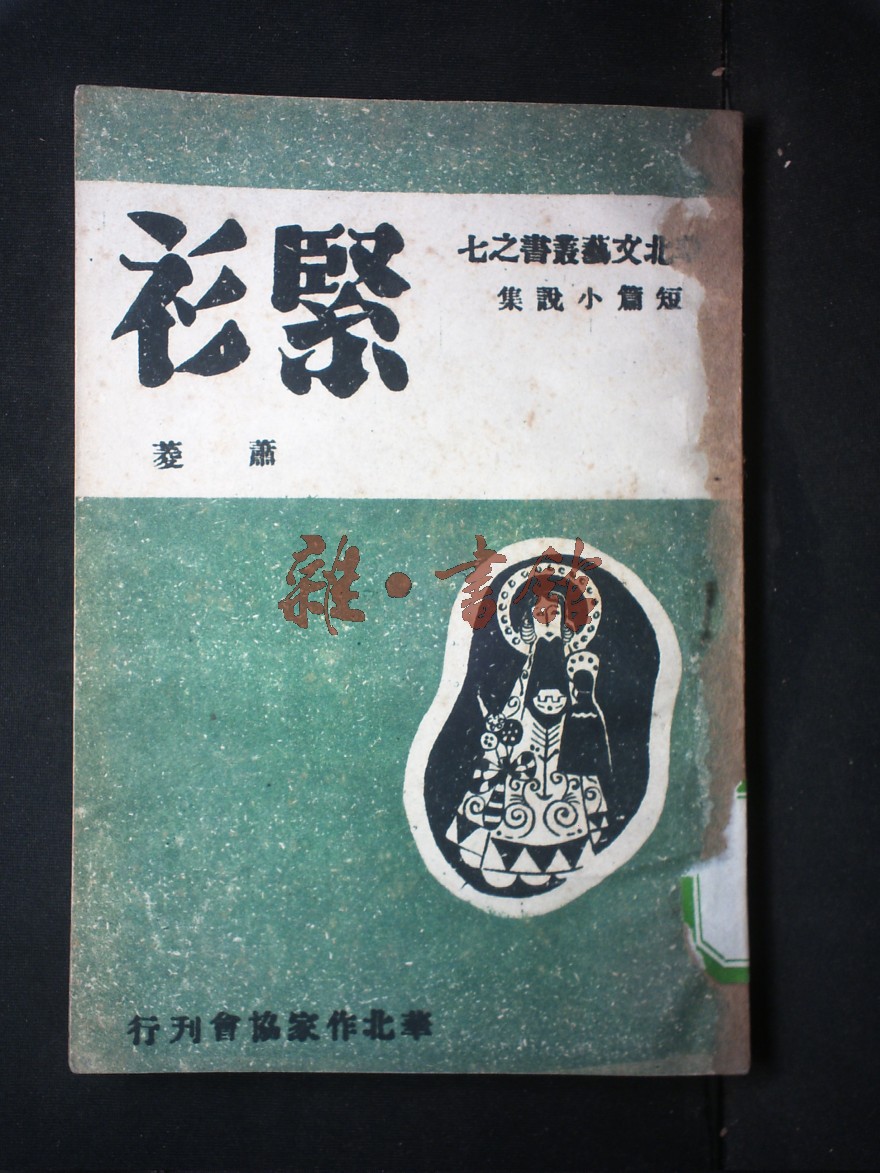 華北文藝叢書之七
短篇小說集
緊衫
蕭菱
雜·書館
華北作家協會刊行